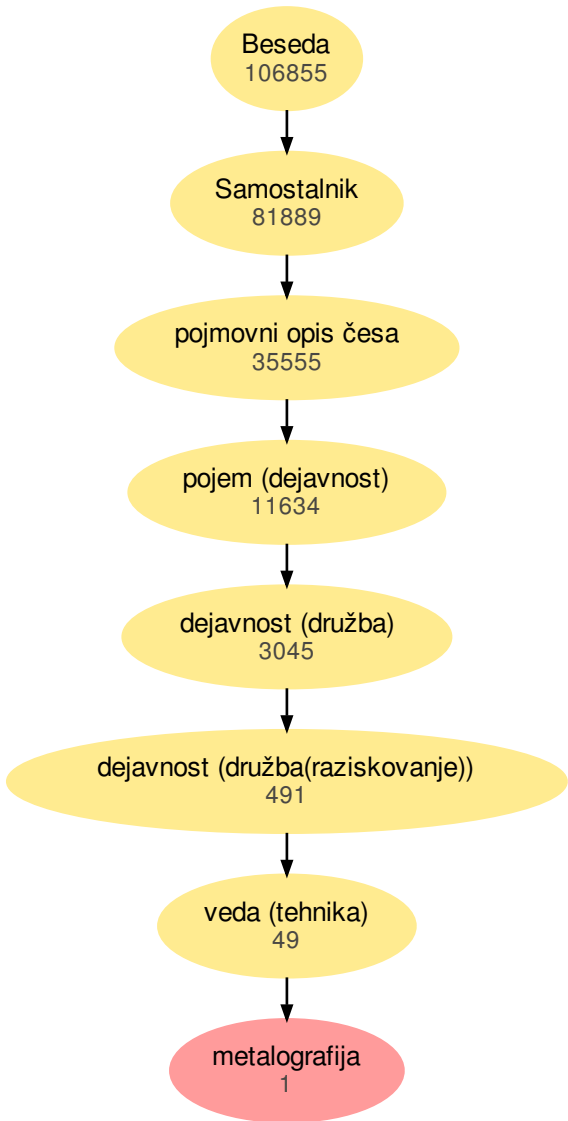 Beseda
106855
Samostalnik
81889
pojmovni opis česa
35555
pojem (dejavnost)
11634
dejavnost (družba)
3045
dejavnost (družba(raziskovanje))
491
veda (tehnika)
49
metalografija
1